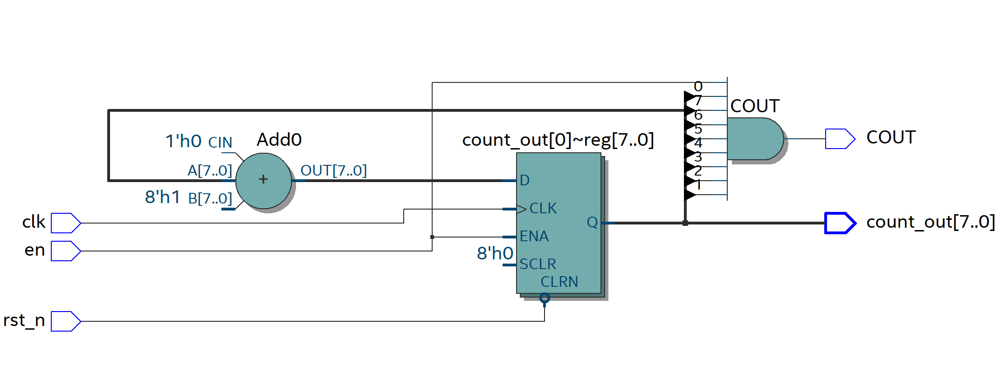 0
7
6
5
4
3
2
1
COUT
COUT
1'h0 CIN
Add0
A[7..0]
OUT[7..0]
8'h1 B[7..0]
+
count_out[0]~reg[7..0]
D
CLK
ENA
8'h0
SCLR
CLRN
Q
count_out[7..0]
clk
en
rst_n